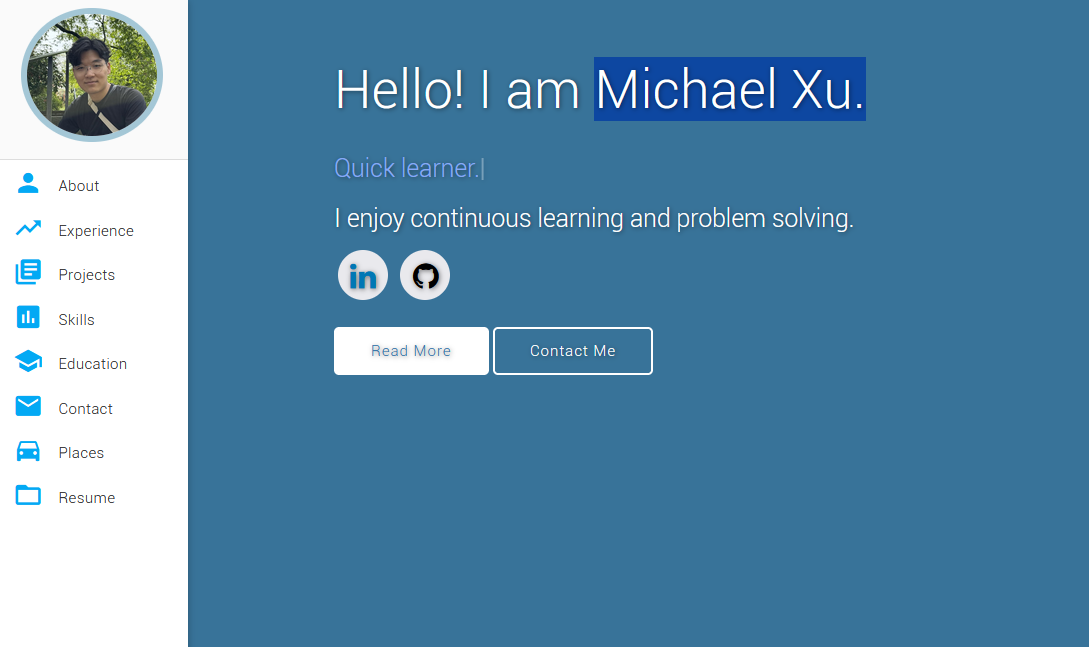 Hello! I am Michael Xu.
Quick learner.|
I enjoy continuous learning and problem solving.
in
Read More
Contact Me
About
Experience
Projects
Skills
Education
Contact
Places
Resume